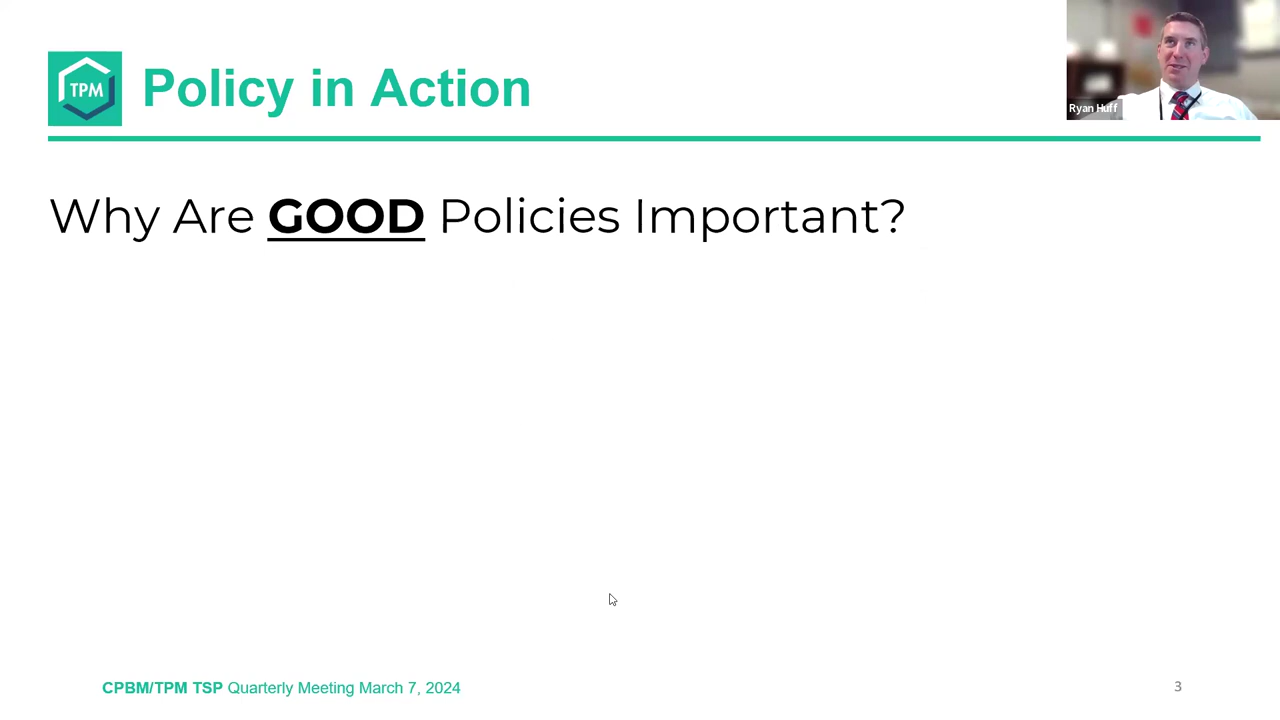 TPM
Policy in Action
Ryan Huff
Why Are GOOD Policies Important?
CPBM/TPM TSP Quarterly Meeting March 7, 2024
3